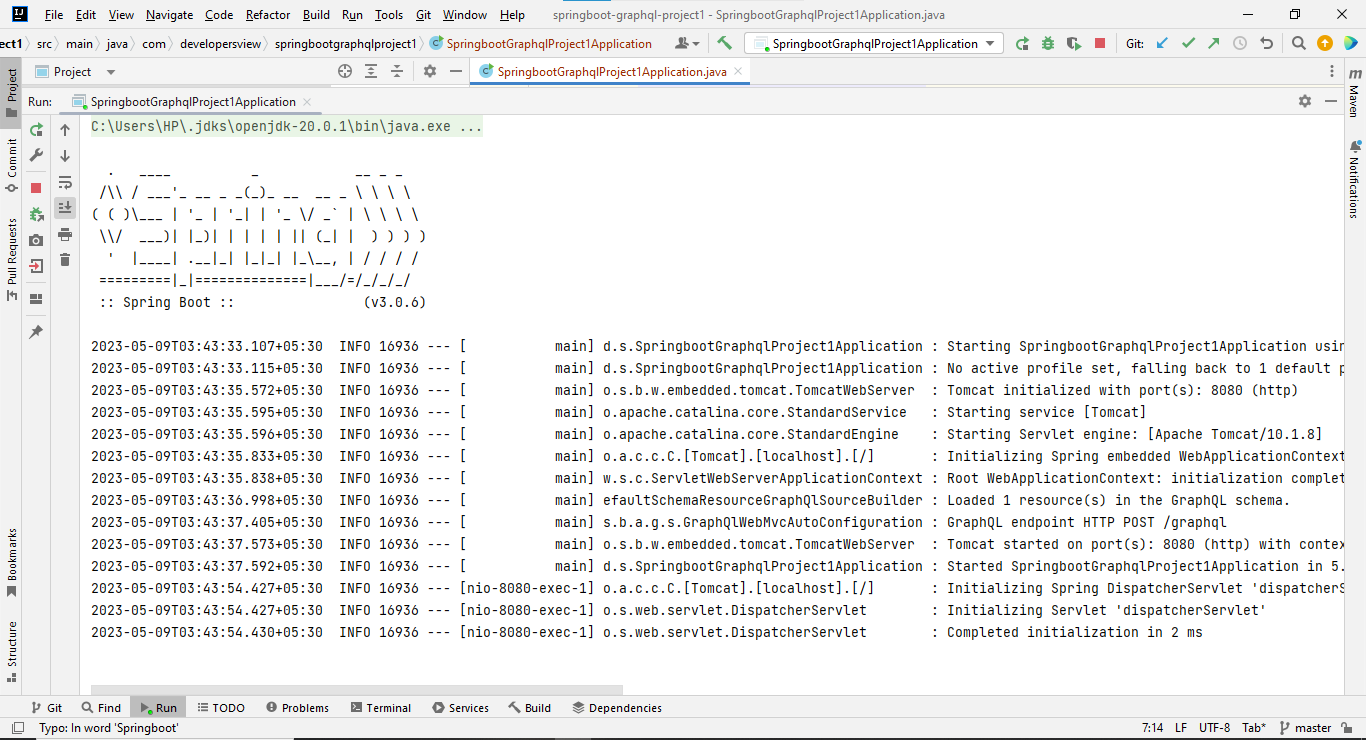 File Edit View Navigate Code Refactor Build Run Tools Git Window Help springboot-graphql-project1 - SpringbootGraphqlProject1Application.java
ect1 src main java com developersview springbootgraphqlproject1 SpringbootGraphqlProject1Application SpringbootGraphqlProject1Application Git:
Project SpringbootGraphqlProject1Application.java
Run: SpringbootGraphqlProject1Application
C:\Users\HP\.jdks\openjdk-20.0.1\bin\java.exe ...
  .   ____          _            __ _ _
 /\\ / ___'_ __ _ _(_)_ __  __ _ \ \ \ \
( ( )\___ | '_ | '_| | '_ \/ _` | \ \ \ \
 \\/  ___)| |_)| | | | | || (_| |  ) ) ) )
  '  |____| .__|_| |_|_| |_\__, | / / / /
 =========|_|==============|___/=/_/_/_/
 :: Spring Boot ::                (v3.0.6)
2023-05-09T03:43:33.107+05:30  INFO 16936 --- [           main] d.s.SpringbootGraphqlProject1Application : Starting SpringbootGraphqlProject1Application usin
2023-05-09T03:43:33.115+05:30  INFO 16936 --- [           main] d.s.SpringbootGraphqlProject1Application : No active profile set, falling back to 1 default p
2023-05-09T03:43:35.572+05:30  INFO 16936 --- [           main] o.s.b.w.embedded.tomcat.TomcatWebServer  : Tomcat initialized with port(s): 8080 (http)
2023-05-09T03:43:35.595+05:30  INFO 16936 --- [           main] o.apache.catalina.core.StandardService   : Starting service [Tomcat]
2023-05-09T03:43:35.596+05:30  INFO 16936 --- [           main] o.apache.catalina.core.StandardEngine    : Starting Servlet engine: [Apache Tomcat/10.1.8]
2023-05-09T03:43:35.833+05:30  INFO 16936 --- [           main] o.a.c.c.C.[Tomcat].[localhost].[/]       : Initializing Spring embedded WebApplicationContext
2023-05-09T03:43:35.838+05:30  INFO 16936 --- [           main] w.s.c.ServletWebServerApplicationContext : Root WebApplicationContext: initialization complet
2023-05-09T03:43:36.998+05:30  INFO 16936 --- [           main] efaultSchemaResourceGraphQlSourceBuilder : Loaded 1 resource(s) in the GraphQL schema.
2023-05-09T03:43:37.405+05:30  INFO 16936 --- [           main] s.b.a.g.s.GraphQlWebMvcAutoConfiguration : GraphQL endpoint HTTP POST /graphql
2023-05-09T03:43:37.573+05:30  INFO 16936 --- [           main] o.s.b.w.embedded.tomcat.TomcatWebServer  : Tomcat started on port(s): 8080 (http) with contex
2023-05-09T03:43:37.592+05:30  INFO 16936 --- [           main] d.s.SpringbootGraphqlProject1Application : Started SpringbootGraphqlProject1Application in 5.
2023-05-09T03:43:54.427+05:30  INFO 16936 --- [nio-8080-exec-1] o.a.c.c.C.[Tomcat].[localhost].[/]       : Initializing Spring DispatcherServlet 'dispatcherS
2023-05-09T03:43:54.427+05:30  INFO 16936 --- [nio-8080-exec-1] o.s.web.servlet.DispatcherServlet        : Initializing Servlet 'dispatcherServlet'
2023-05-09T03:43:54.430+05:30  INFO 16936 --- [nio-8080-exec-1] o.s.web.servlet.DispatcherServlet        : Completed initialization in 2 ms
Project
Commit
Pull Requests
Bookmarks
Structure
Maven
Notifications
Git Find Run TODO Problems Terminal Services Build Dependencies
Typo: In word 'Springboot' 7:14 LF UTF-8 Tab* master